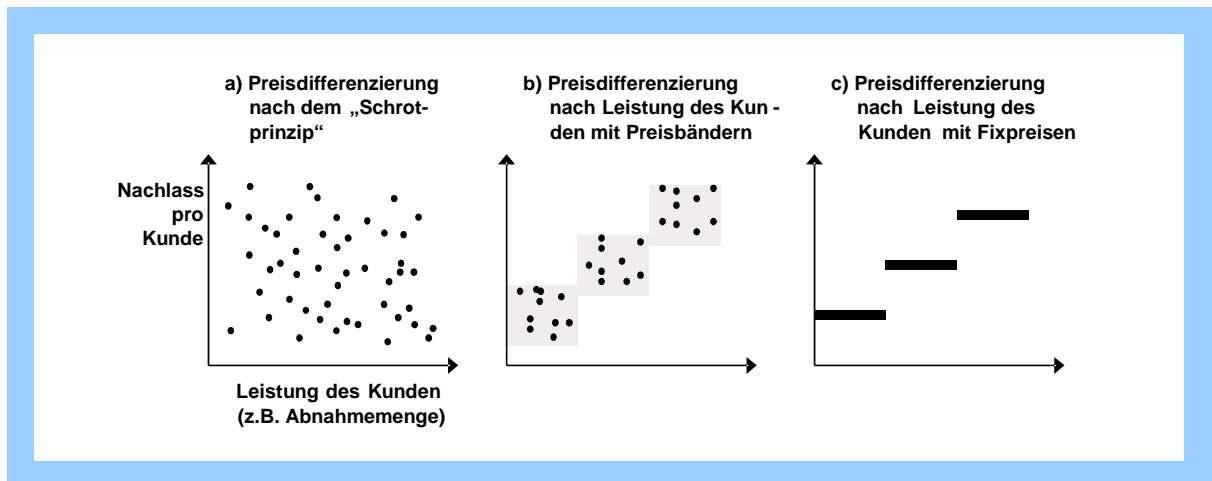 a) Preisdifferenzierung
nach dem „Schrot-
prinzip“
b) Preisdifferenzierung
nach Leistung des Kun -
den mit Preisbändern
c) Preisdifferenzierung
nach Leistung des
Kunden mit Fixpreisen
Nachlass
pro
Kunde
Leistung des Kunden
(z.B. Abnahmemenge)